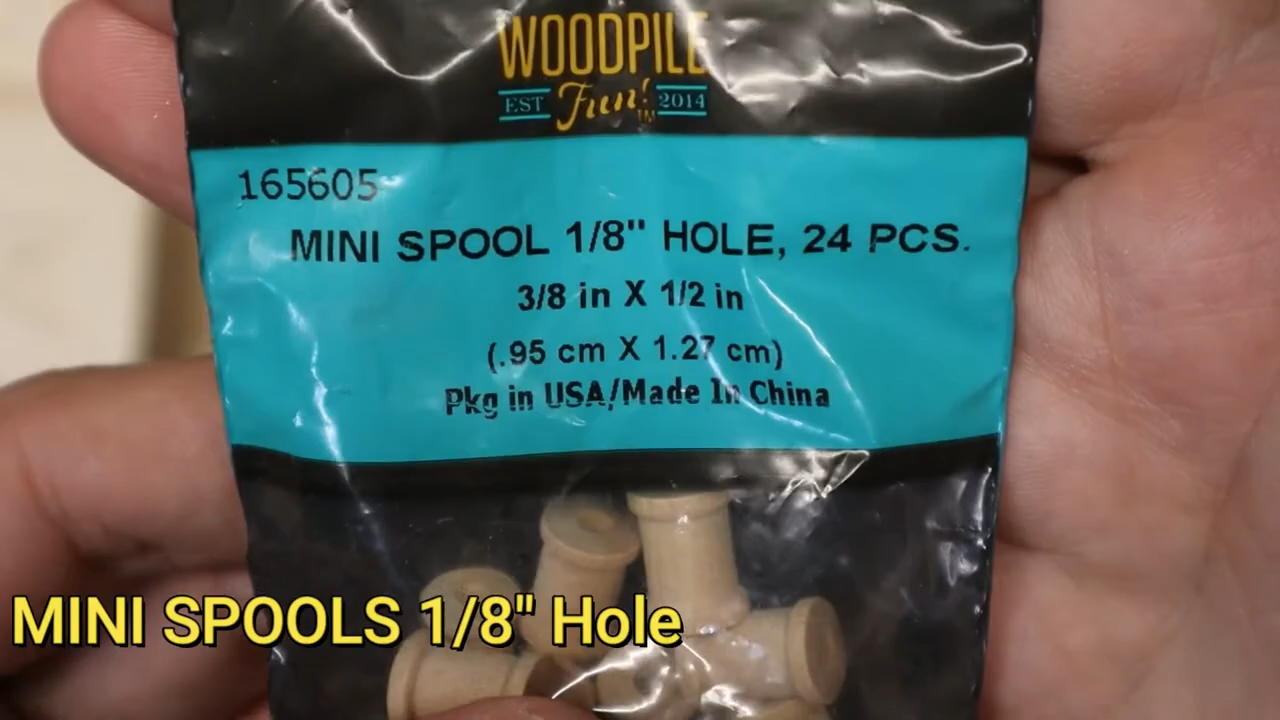 WOODPILE
EST Fun! 2014
TM
165605
MINI SPOOL 1/8" HOLE, 24 PCS.
3/8 in X 1/2 in
(.95 cm X 1.27 cm)
Pkg in USA/Made In China
MINI SPOOLS 1/8" Hole